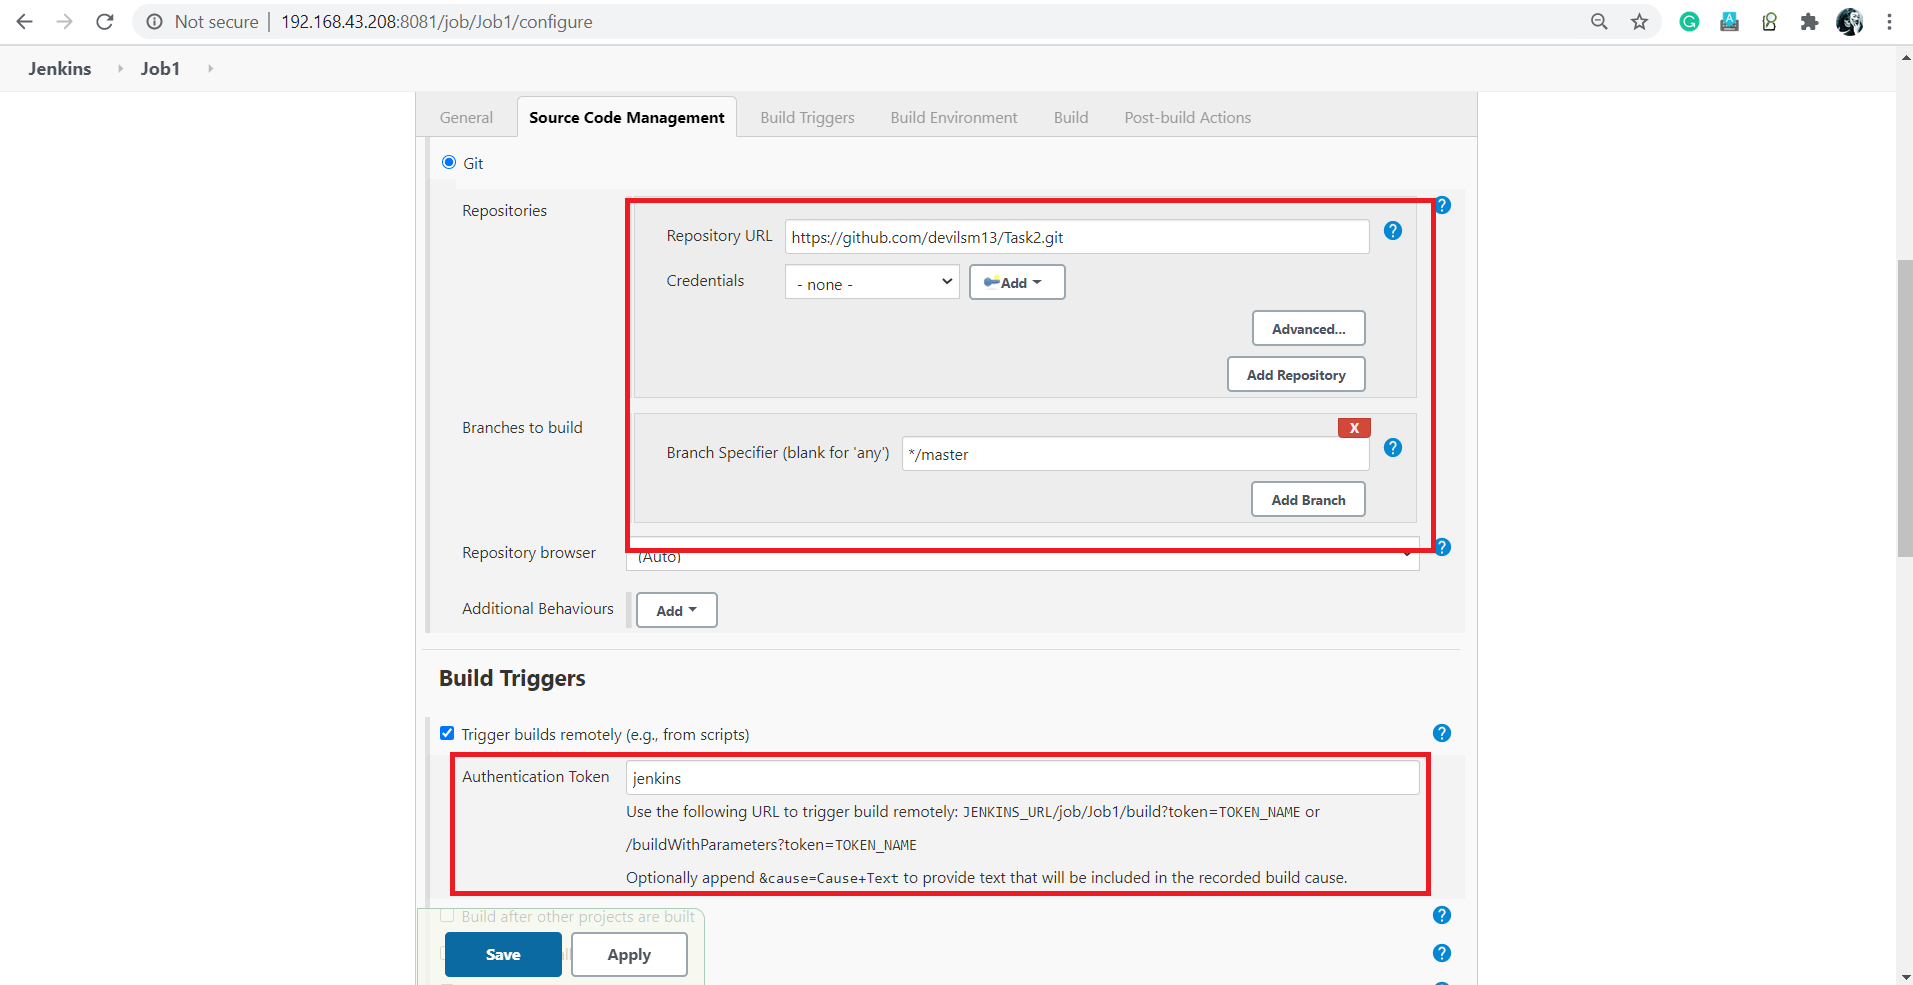 Not secure | 192.168.43.208:8081/job/Job1/configure
Jenkins Job1
General Source Code Management Build Triggers Build Environment Build Post-build Actions
Git
Repositories
Repository URL https://github.com/devilsm13/Task2.git
Credentials - none - Add
Advanced...
Add Repository
Branches to build
X
Branch Specifier (blank for 'any') */master
Add Branch
Repository browser (Auto)
Additional Behaviours Add
Build Triggers
Trigger builds remotely (e.g., from scripts)
Authentication Token jenkins
Use the following URL to trigger build remotely: JENKINS_URL/job/Job1/build?token=TOKEN_NAME or
/buildWithParameters?token=TOKEN_NAME
Optionally append &cause=Cause+Text to provide text that will be included in the recorded build cause.
Build after other projects are built
Save Apply